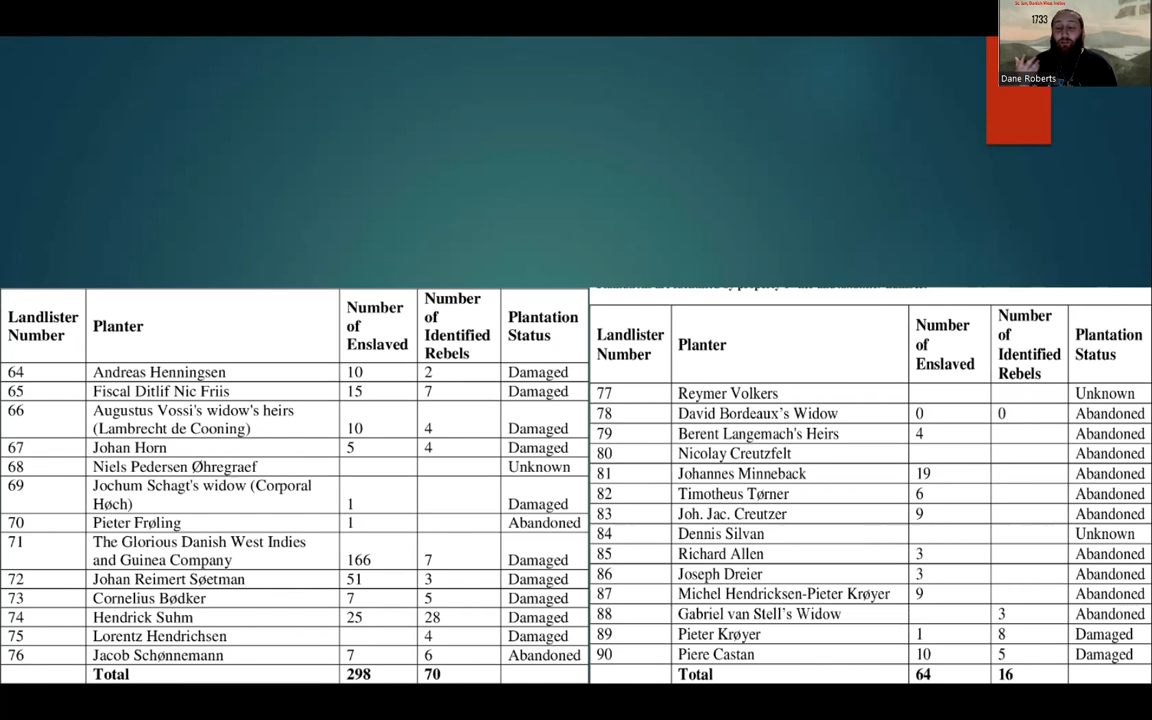 St. Jan, Danish West Indies
1733
Dane Roberts
Landlister Number Planter Number of Enslaved Number of Identified Rebels Plantation Status
64 Andreas Henningsen 10 2 Damaged
65 Fiscal Ditlif Nic Friis 15 7 Damaged
66 Augustus Vossi's widow's heirs
(Lambrecht de Cooning) 10 4 Damaged
67 Johan Horn 5 4 Damaged
68 Niels Pedersen Øhregraef Unknown
69 Jochum Schagt's widow (Corporal
Høch) 1 Damaged
70 Pieter Frøling 1 Abandoned
71 The Glorious Danish West Indies
and Guinea Company 166 7 Damaged
72 Johan Reimert Søetman 51 3 Damaged
73 Cornelius Bødker 7 5 Damaged
74 Hendrick Suhm 25 28 Damaged
75 Lorentz Hendrichsen 4 Damaged
76 Jacob Schønnemann 7 6 Abandoned
Total 298 70
Landlister Number Planter Number of Enslaved Number of Identified Rebels Plantation Status
77 Reymer Volkers Unknown
78 David Bordeaux’s Widow 0 0 Abandoned
79 Berent Langemach's Heirs 4 Abandoned
80 Nicolay Creutzfelt Abandoned
81 Johannes Minneback 19 Abandoned
82 Timotheus Tørner 6 Abandoned
83 Joh. Jac. Creutzer 9 Abandoned
84 Dennis Silvan Unknown
85 Richard Allen 3 Abandoned
86 Joseph Dreier 3 Abandoned
87 Michel Hendricksen-Pieter Krøyer 9 Abandoned
88 Gabriel van Stell’s Widow 3 Abandoned
89 Pieter Krøyer 1 8 Damaged
90 Piere Castan 10 5 Damaged
Total 64 16